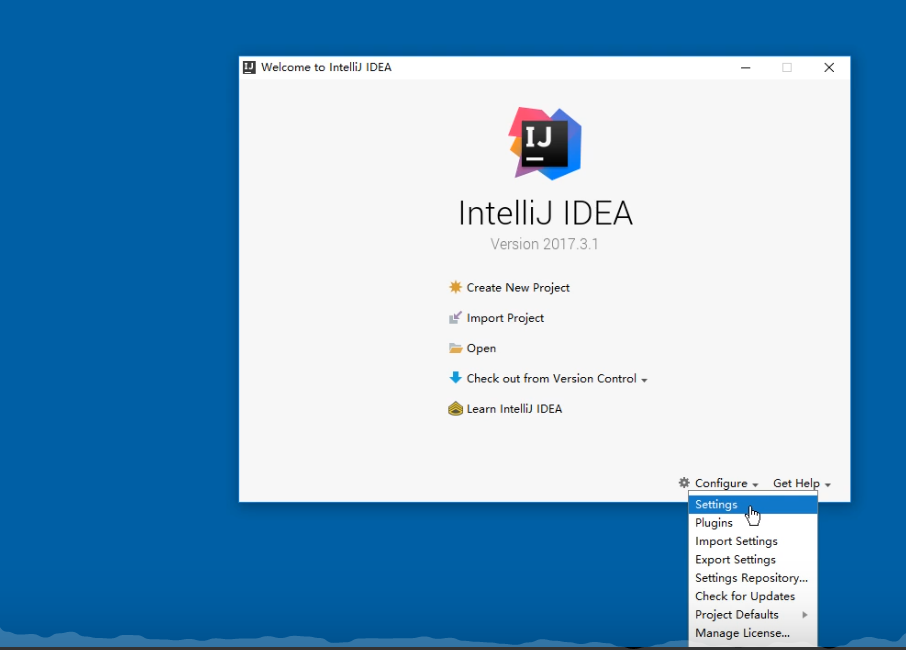 Welcome to IntelliJ IDEA
IJ
IntelliJ IDEA
Version 2017.3.1
Create New Project
Import Project
Open
Check out from Version Control
Learn IntelliJ IDEA
Configure Get Help
Settings
Plugins
Import Settings
Export Settings
Settings Repository...
Check for Updates
Project Defaults
Manage License...